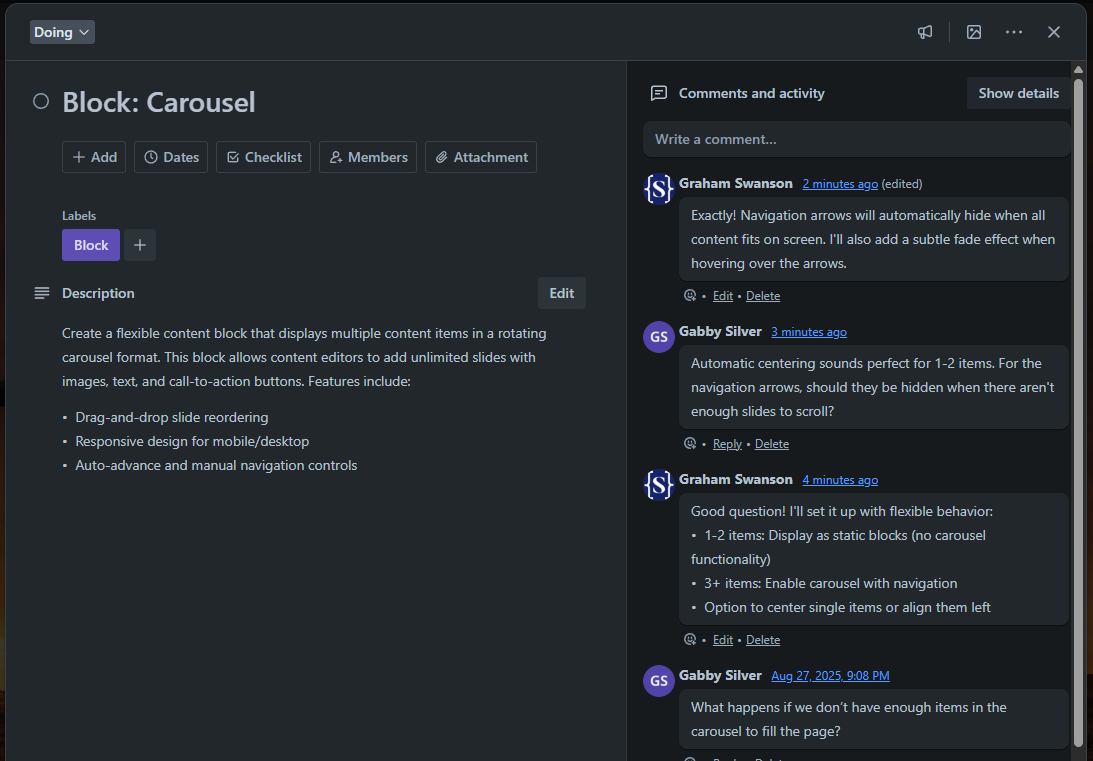 Doing
Block: Carousel
Add
Dates
Checklist
Members
Attachment
Labels
Block
Description
Edit
Create a flexible content block that displays multiple content items in a rotating
carousel format. This block allows content editors to add unlimited slides with
images, text, and call-to-action buttons. Features include:
• Drag-and-drop slide reordering
• Responsive design for mobile/desktop
• Auto-advance and manual navigation controls
Comments and activity
Show details
Write a comment...
{S}
Graham Swanson 2 minutes ago (edited)
Exactly! Navigation arrows will automatically hide when all
content fits on screen. I'll also add a subtle fade effect when
hovering over the arrows.
• Edit • Delete
GS
Gabby Silver 3 minutes ago
Automatic centering sounds perfect for 1-2 items. For the
navigation arrows, should they be hidden when there aren't
enough slides to scroll?
• Reply • Delete
{S}
Graham Swanson 4 minutes ago
Good question! I'll set it up with flexible behavior:
• 1-2 items: Display as static blocks (no carousel
functionality)
• 3+ items: Enable carousel with navigation
• Option to center single items or align them left
• Edit • Delete
GS
Gabby Silver Aug 27, 2025, 9:08 PM
What happens if we don't have enough items in the
carousel to fill the page?